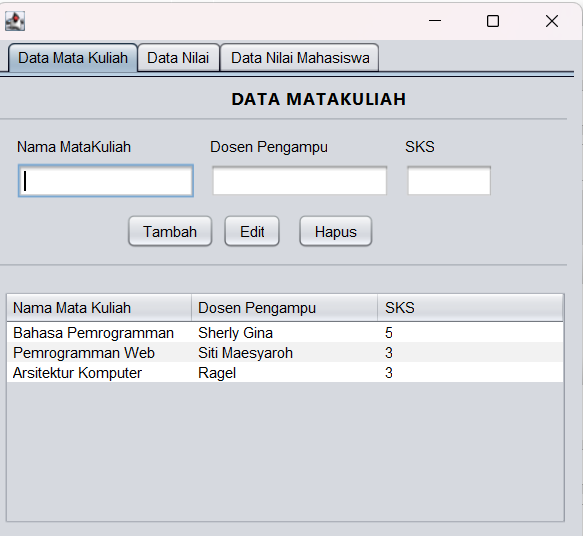 Data Mata Kuliah Data Nilai Data Nilai Mahasiswa
DATA MATAKULIAH
Nama MataKuliah Dosen Pengampu SKS
Tambah Edit Hapus
Nama Mata Kuliah Dosen Pengampu SKS
Bahasa Pemrogramman Sherly Gina 5
Pemrogramman Web Siti Maesyaroh 3
Arsitektur Komputer Ragel 3